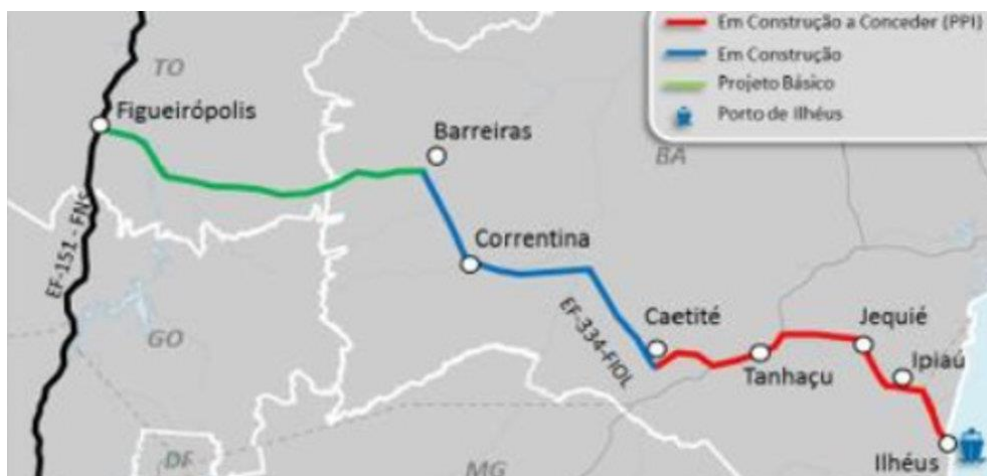 Em Construção a Conceder (PPI)
Em Construção
Projeto Básico
Porto de Ilhéus
TO
Figueirópolis
Barreiras
BA
EF-151 - FNS
Correntina
GO
EF-334-FIOL
Caetité
Tanhaçu
Jequié
Ipiaú
Ilhéus
DF
MG